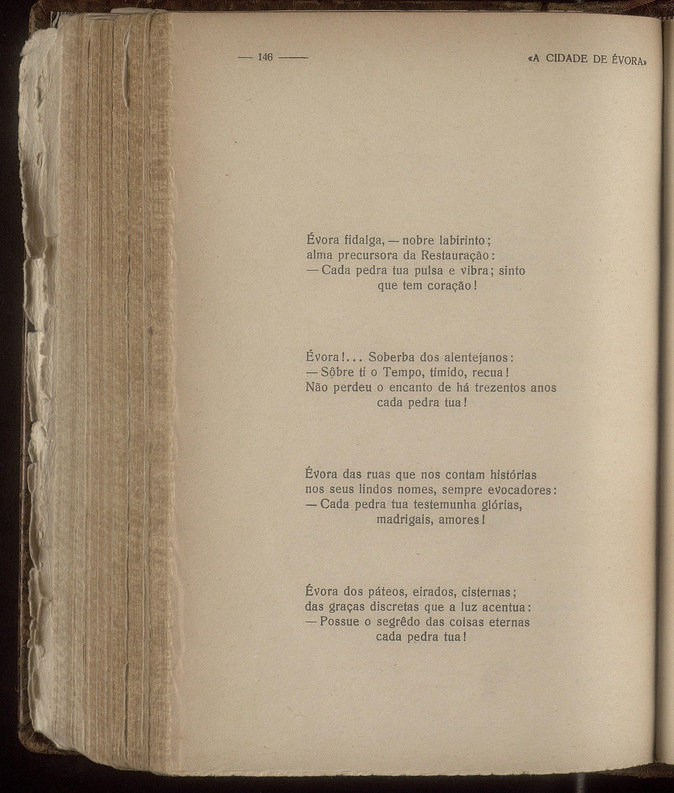 — 146 —
«A CIDADE DE ÉVORA»
Évora fidalga, — nobre labirinto ;
alma precursora da Restauração :
— Cada pedra tua pulsa e vibra ; sinto
que tem coração !
Évora !... Soberba dos alentejanos :
— Sôbre ti o Tempo, tímido, recua !
Não perdeu o encanto de há trezentos anos
cada pedra tua !
Évora das ruas que nos contam histórias
nos seus lindos nomes, sempre evocadores :
— Cada pedra tua testemunha glórias,
madrigais, amores !
Évora dos páteos, eirados, cisternas ;
das graças discretas que a luz acentua :
— Possue o segrêdo das coisas eternas
cada pedra tua !